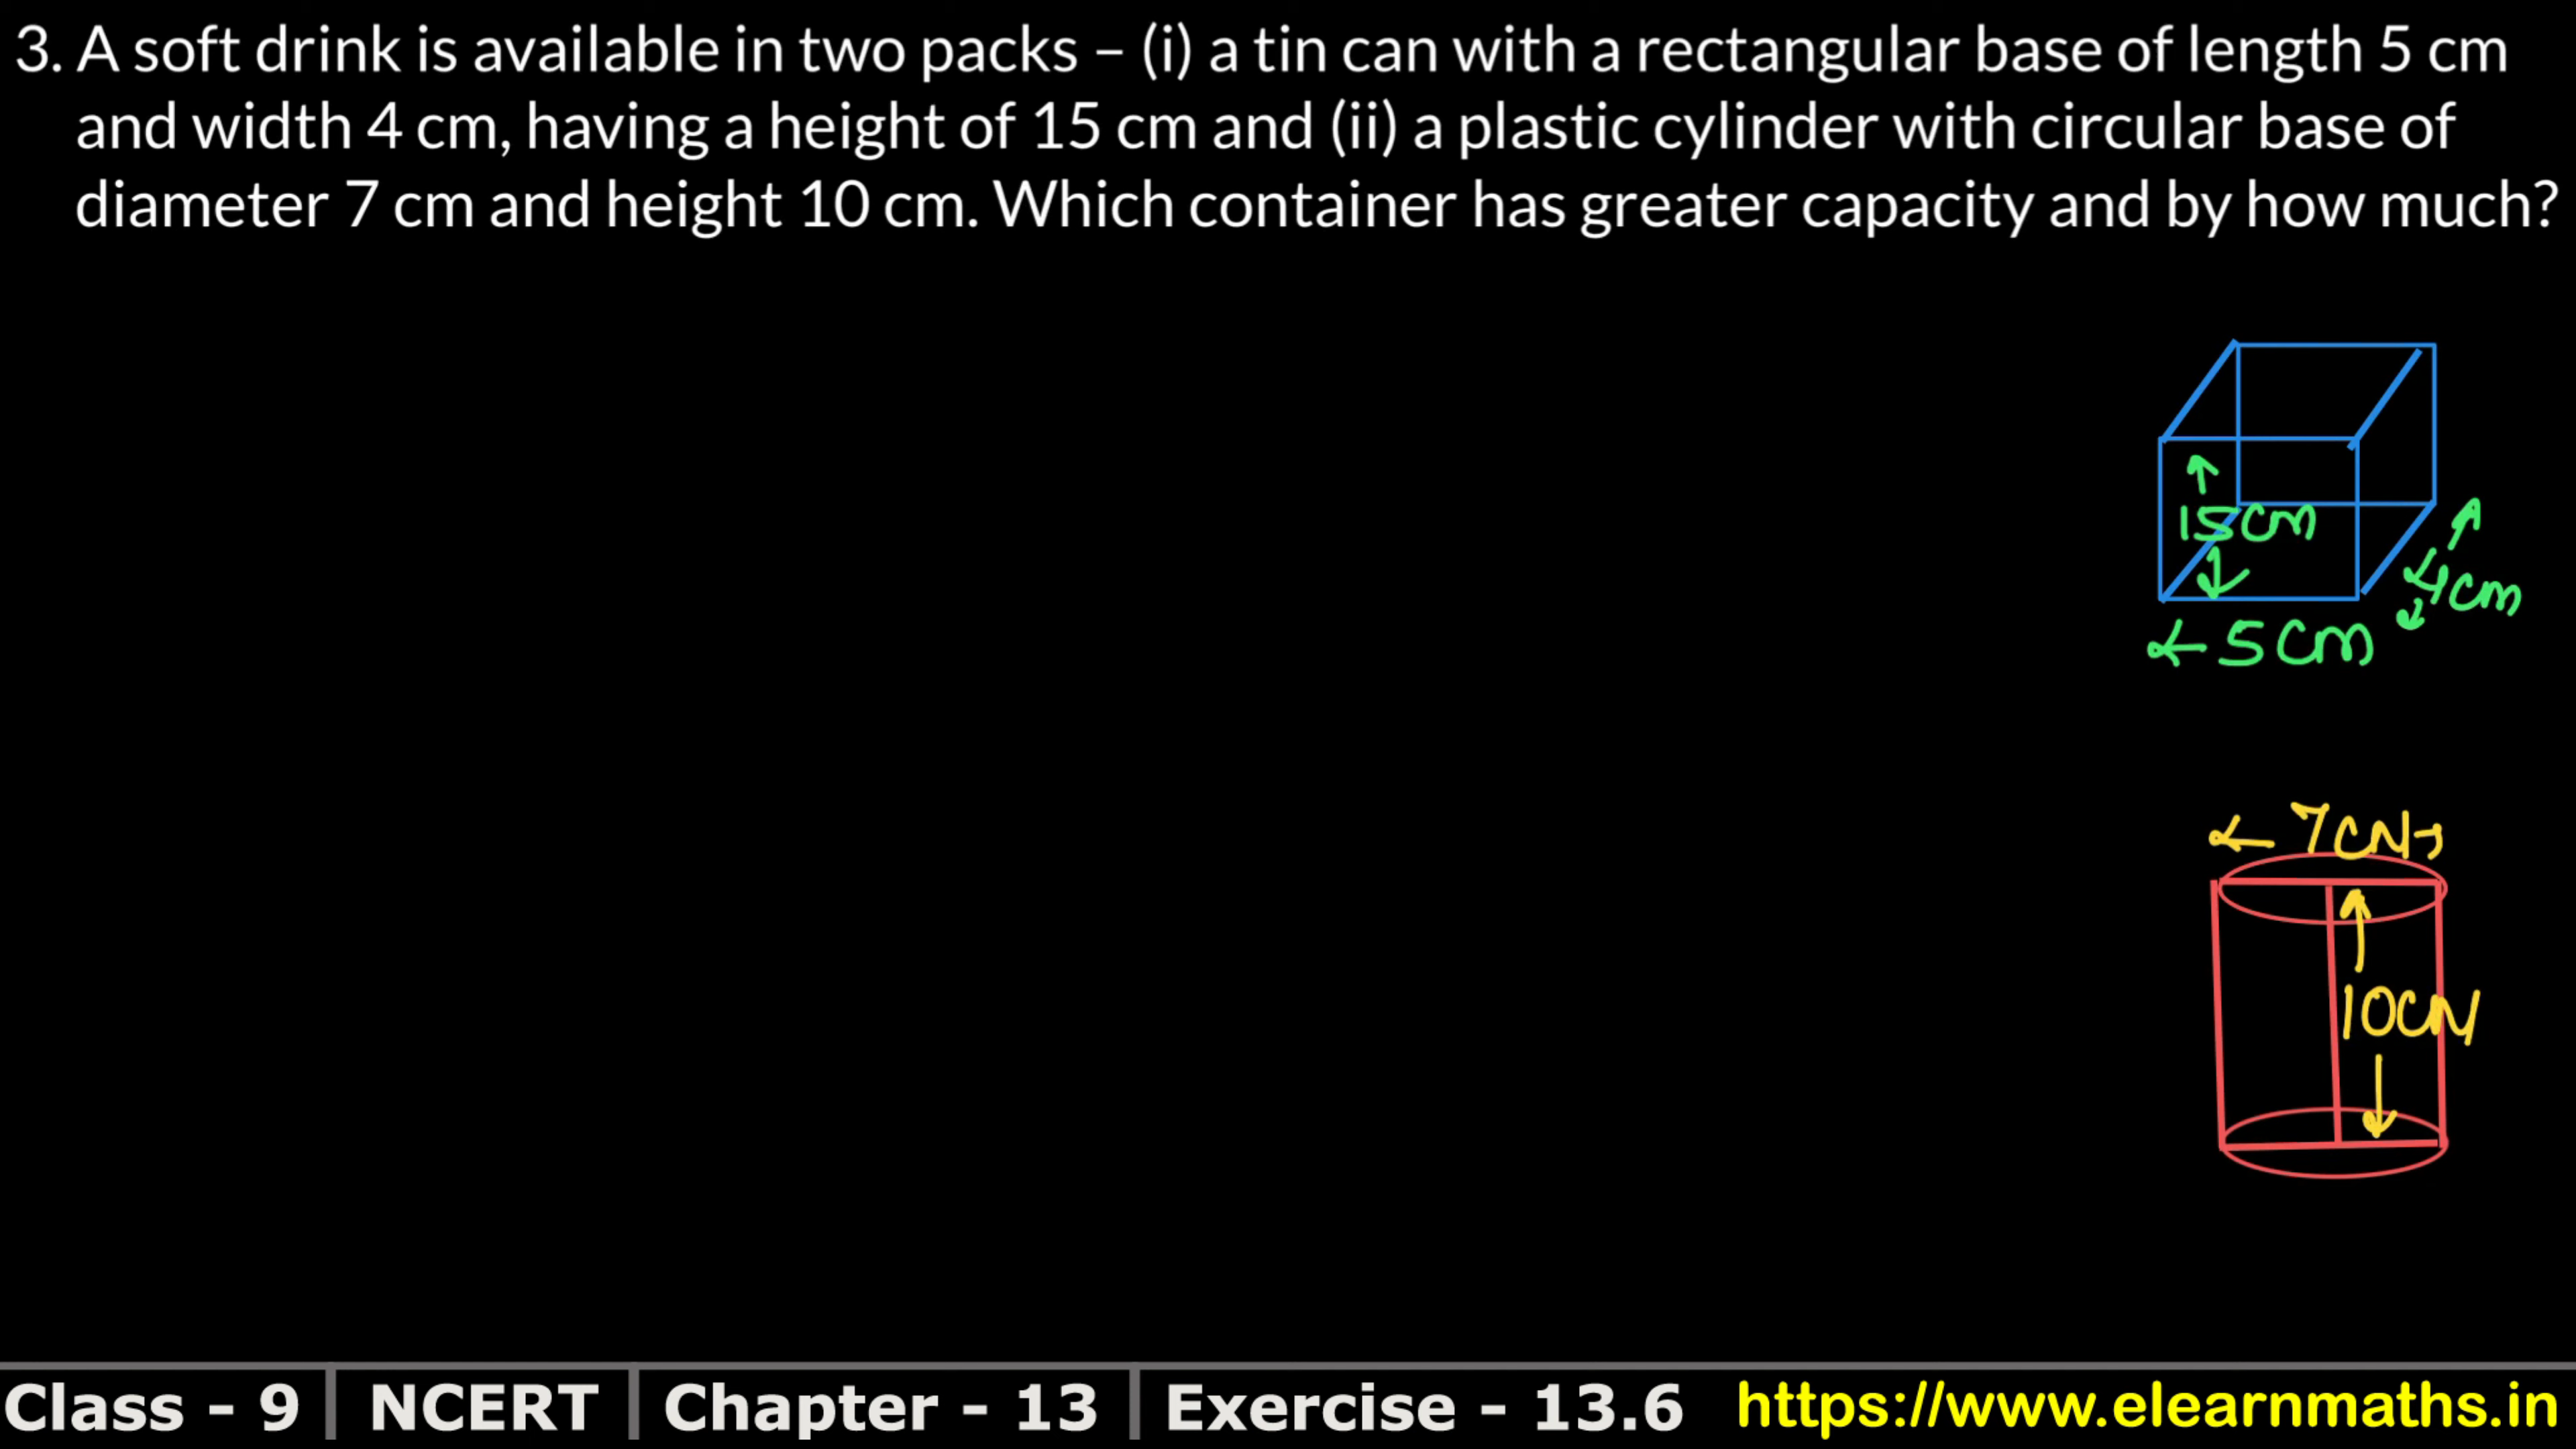 3. A soft drink is available in two packs – (i) a tin can with a rectangular base of length 5 cm
and width 4 cm, having a height of 15 cm and (ii) a plastic cylinder with circular base of
diameter 7 cm and height 10 cm. Which container has greater capacity and by how much?
15cm
4cm
5cm
7cm
10cm
Class - 9 | NCERT | Chapter - 13 | Exercise - 13.6 https://www.elearnmaths.in